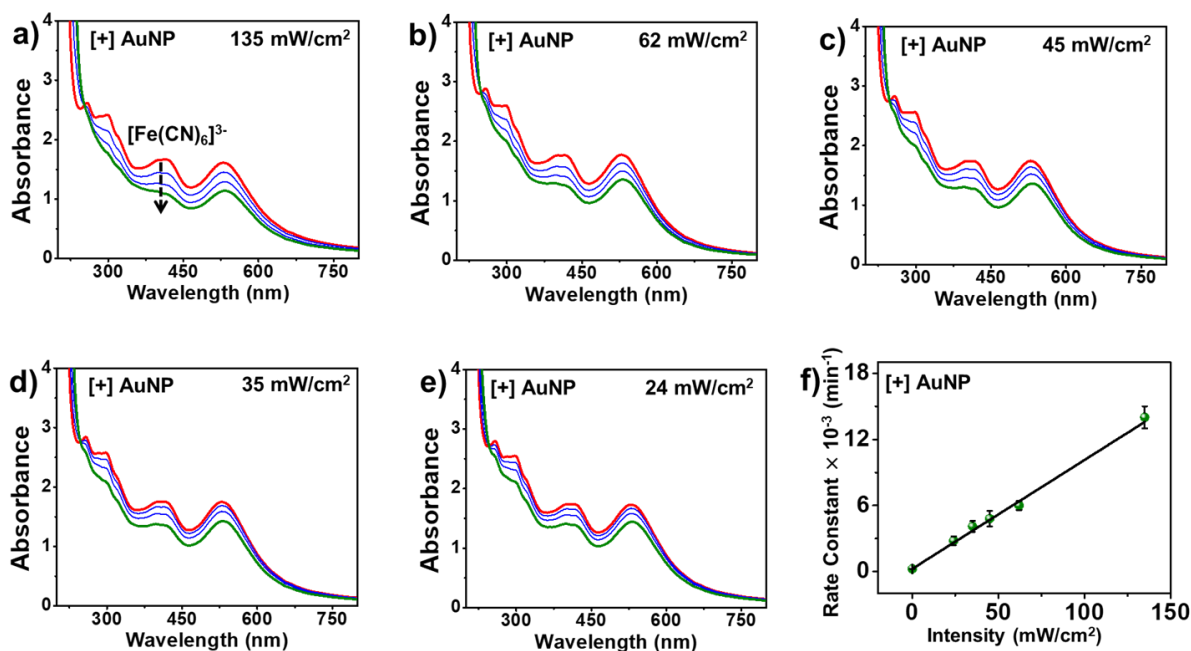 a) [+] AuNP 135 mW/cm²
[Fe(CN)₆]³⁻
Absorbance
4
3
2
1
0
300 450 600 750
Wavelength (nm)
b) [+] AuNP 62 mW/cm²
Absorbance
4
3
2
1
0
300 450 600 750
Wavelength (nm)
c) [+] AuNP 45 mW/cm²
Absorbance
4
3
2
1
0
300 450 600 750
Wavelength (nm)
d) [+] AuNP 35 mW/cm²
Absorbance
4
3
2
1
0
300 450 600 750
Wavelength (nm)
e) [+] AuNP 24 mW/cm²
Absorbance
4
3
2
1
0
300 450 600 750
Wavelength (nm)
f) [+] AuNP
Rate Constant × 10⁻³ (min⁻¹)
18
12
6
0
0 50 100 150
Intensity (mW/cm²)